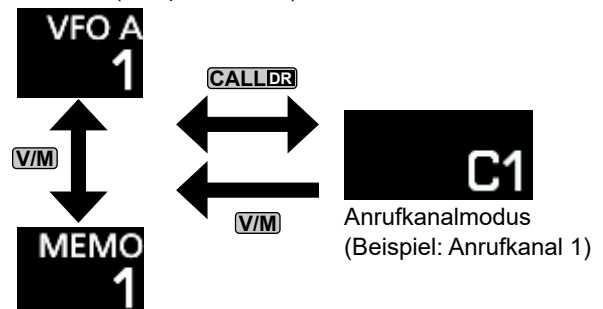 VFO A
1
CALL DR
V/M
C1
V/M
Anrufkanalmodus
(Beispiel: Anrufkanal 1)
MEMO
1